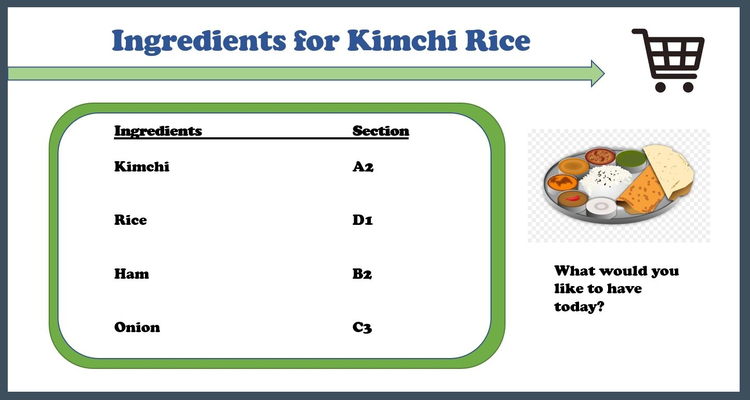 Ingredients for Kimchi Rice
Ingredients Section
Kimchi A2
Rice D1
Ham B2
Onion C3
What would you
like to have
today?